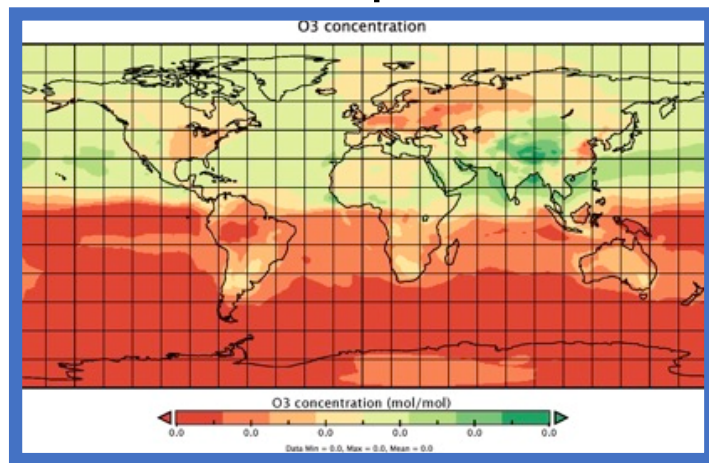 O3 concentration
O3 concentration (mol/mol)
0.0 0.0 0.0 0.0 0.0 0.0
Data Min = 0.0, Max = 0.0, Mean = 0.0